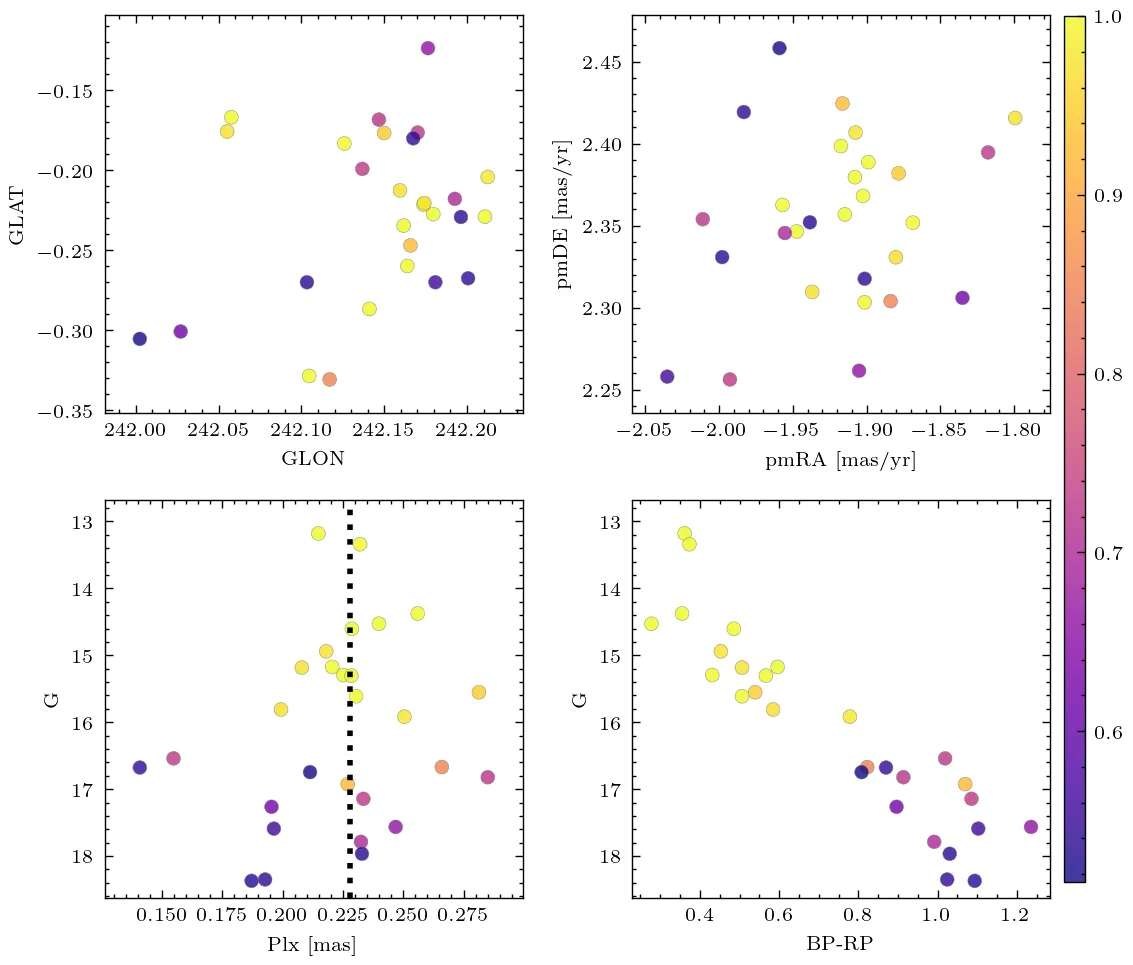 −0.15
−0.20
−0.25
−0.30
−0.35
GLAT
242.00 242.05 242.10 242.15 242.20
GLON
2.45
2.40
2.35
2.30
2.25
pmDE [mas/yr]
−2.05 −2.00 −1.95 −1.90 −1.85 −1.80
pmRA [mas/yr]
1.0
0.9
0.8
0.7
0.6
13
14
15
16
17
18
G
0.150 0.175 0.200 0.225 0.250 0.275
Plx [mas]
13
14
15
16
17
18
G
0.4 0.6 0.8 1.0 1.2
BP-RP